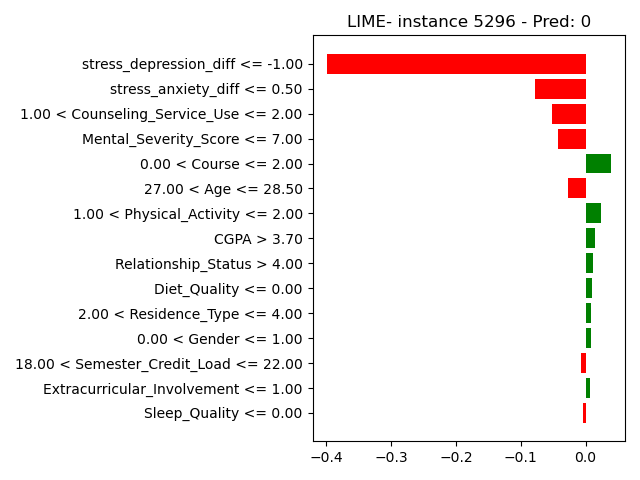 LIME- instance 5296 - Pred: 0
stress_depression_diff <= -1.00
stress_anxiety_diff <= 0.50
1.00 < Counseling_Service_Use <= 2.00
Mental_Severity_Score <= 7.00
0.00 < Course <= 2.00
27.00 < Age <= 28.50
1.00 < Physical_Activity <= 2.00
CGPA > 3.70
Relationship_Status > 4.00
Diet_Quality <= 0.00
2.00 < Residence_Type <= 4.00
0.00 < Gender <= 1.00
18.00 < Semester_Credit_Load <= 22.00
Extracurricular_Involvement <= 1.00
Sleep_Quality <= 0.00
−0.4 −0.3 −0.2 −0.1 0.0